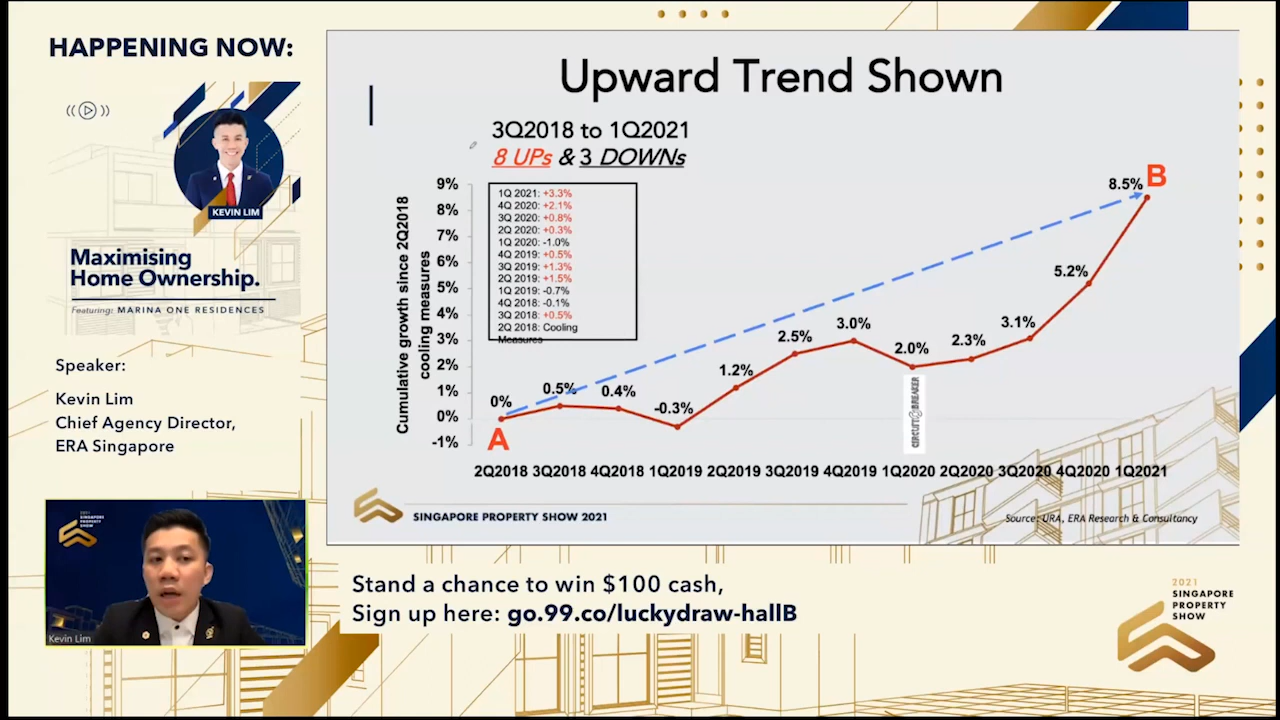 HAPPENING NOW:
KEVIN LIM
Maximising
Home Ownership.
Featuring: MARINA ONE RESIDENCES
Speaker:
Kevin Lim
Chief Agency Director,
ERA Singapore
2021
SINGAPORE
PROPERTY
SHOW
Kevin Lim
Upward Trend Shown
3Q2018 to 1Q2021
8 UPs & 3 DOWNs
Cumulative growth since 2Q2018
cooling measures
9%
8%
7%
6%
5%
4%
3%
2%
1%
0%
-1%
1Q 2021: +3.3%
4Q 2020: +2.1%
3Q 2020: +0.8%
2Q 2020: +0.3%
1Q 2020: -1.0%
4Q 2019: +0.5%
3Q 2019: +1.3%
2Q 2019: +1.5%
1Q 2019: -0.7%
4Q 2018: -0.1%
3Q 2018: +0.5%
2Q 2018: Cooling
Measures
0%
0.5%
0.4%
-0.3%
1.2%
2.5%
3.0%
2.0%
2.3%
3.1%
5.2%
8.5%
A
B
CIRCUIT BREAKER
2Q2018 3Q2018 4Q2018 1Q2019 2Q2019 3Q2019 4Q2019 1Q2020 2Q2020 3Q2020 4Q2020 1Q2021
SINGAPORE PROPERTY SHOW 2021
Source: URA, ERA Research & Consultancy
Stand a chance to win $100 cash,
Sign up here: go.99.co/luckydraw-hallB
2021
SINGAPORE
PROPERTY
SHOW